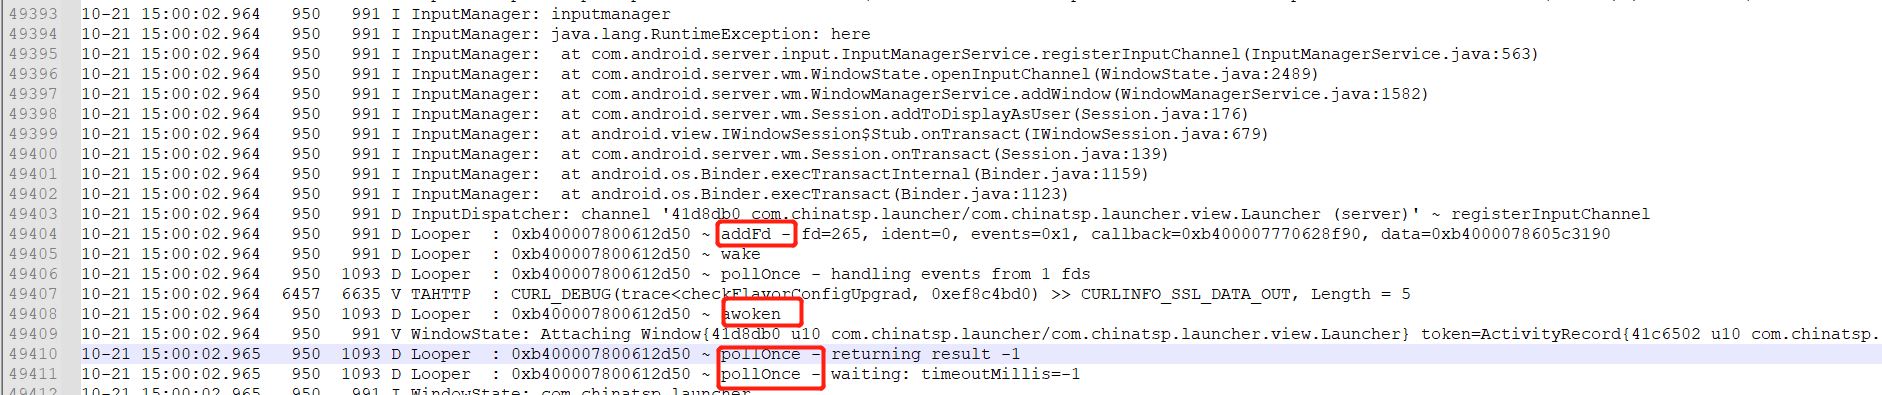 49393 10-21 15:00:02.964 950 991 I InputManager: inputmanager
49394 10-21 15:00:02.964 950 991 I InputManager: java.lang.RuntimeException: here
49395 10-21 15:00:02.964 950 991 I InputManager: at com.android.server.input.InputManagerService.registerInputChannel(InputManagerService.java:563)
49396 10-21 15:00:02.964 950 991 I InputManager: at com.android.server.wm.WindowState.openInputChannel(WindowState.java:2489)
49397 10-21 15:00:02.964 950 991 I InputManager: at com.android.server.wm.WindowManagerService.addWindow(WindowManagerService.java:1582)
49398 10-21 15:00:02.964 950 991 I InputManager: at com.android.server.wm.Session.addToDisplayAsUser(Session.java:176)
49399 10-21 15:00:02.964 950 991 I InputManager: at android.view.IWindowSession$Stub.onTransact(IWindowSession.java:679)
49400 10-21 15:00:02.964 950 991 I InputManager: at com.android.server.wm.Session.onTransact(Session.java:139)
49401 10-21 15:00:02.964 950 991 I InputManager: at android.os.Binder.execTransactInternal(Binder.java:1159)
49402 10-21 15:00:02.964 950 991 I InputManager: at android.os.Binder.execTransact(Binder.java:1123)
49403 10-21 15:00:02.964 950 991 D InputDispatcher: channel '41d8db0 com.chinatsp.launcher/com.chinatsp.launcher.view.Launcher (server)' ~ registerInputChannel
49404 10-21 15:00:02.964 950 991 D Looper : 0xb400007800612d50 ~ addFd - fd=265, ident=0, events=0x1, callback=0xb400007770628f90, data=0xb4000078605c3190
49405 10-21 15:00:02.964 950 991 D Looper : 0xb400007800612d50 ~ wake
49406 10-21 15:00:02.964 950 1093 D Looper : 0xb400007800612d50 ~ pollOnce - handling events from 1 fds
49407 10-21 15:00:02.964 6457 6635 V TAHTTP : CURL_DEBUG(trace<checkFlavorConfigUpgrad, 0xef8c4bd0) >> CURLINFO_SSL_DATA_OUT, Length = 5
49408 10-21 15:00:02.964 950 1093 D Looper : 0xb400007800612d50 ~ awoken
49409 10-21 15:00:02.964 950 991 V WindowState: Attaching Window{41d8db0 u10 com.chinatsp.launcher/com.chinatsp.launcher.view.Launcher} token=ActivityRecord{41c6502 u10 com.chinatsp.
49410 10-21 15:00:02.965 950 1093 D Looper : 0xb400007800612d50 ~ pollOnce - returning result -1
49411 10-21 15:00:02.965 950 1093 D Looper : 0xb400007800612d50 ~ pollOnce - waiting: timeoutMillis=-1
49412 10-21 15:00:02.965 950 991 I WindowState: com.chinatsp.launcher